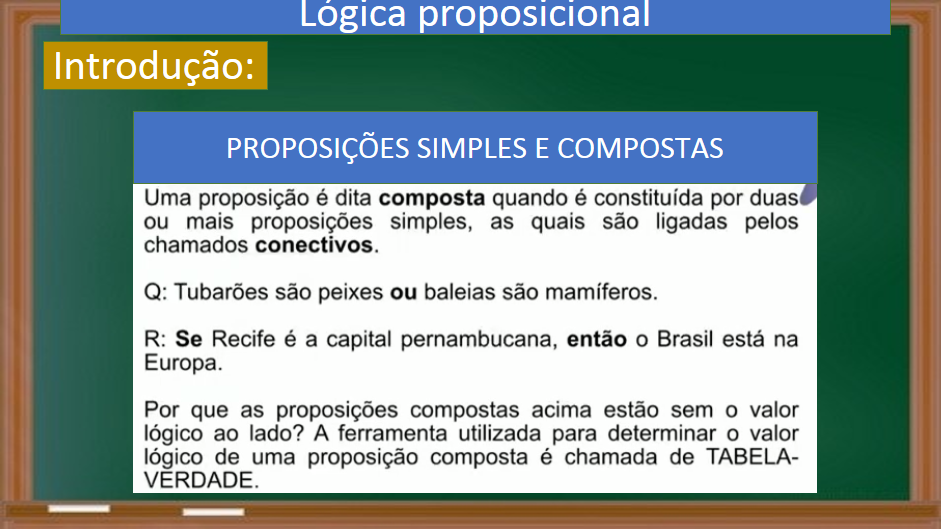 Lógica proposicional
Introdução:
PROPOSIÇÕES SIMPLES E COMPOSTAS
Uma proposição é dita composta quando é constituída por duas
ou mais proposições simples, as quais são ligadas pelos
chamados conectivos.
Q: Tubarões são peixes ou baleias são mamíferos.
R: Se Recife é a capital pernambucana, então o Brasil está na
Europa.
Por que as proposições compostas acima estão sem o valor
lógico ao lado? A ferramenta utilizada para determinar o valor
lógico de uma proposição composta é chamada de TABELA-
VERDADE.